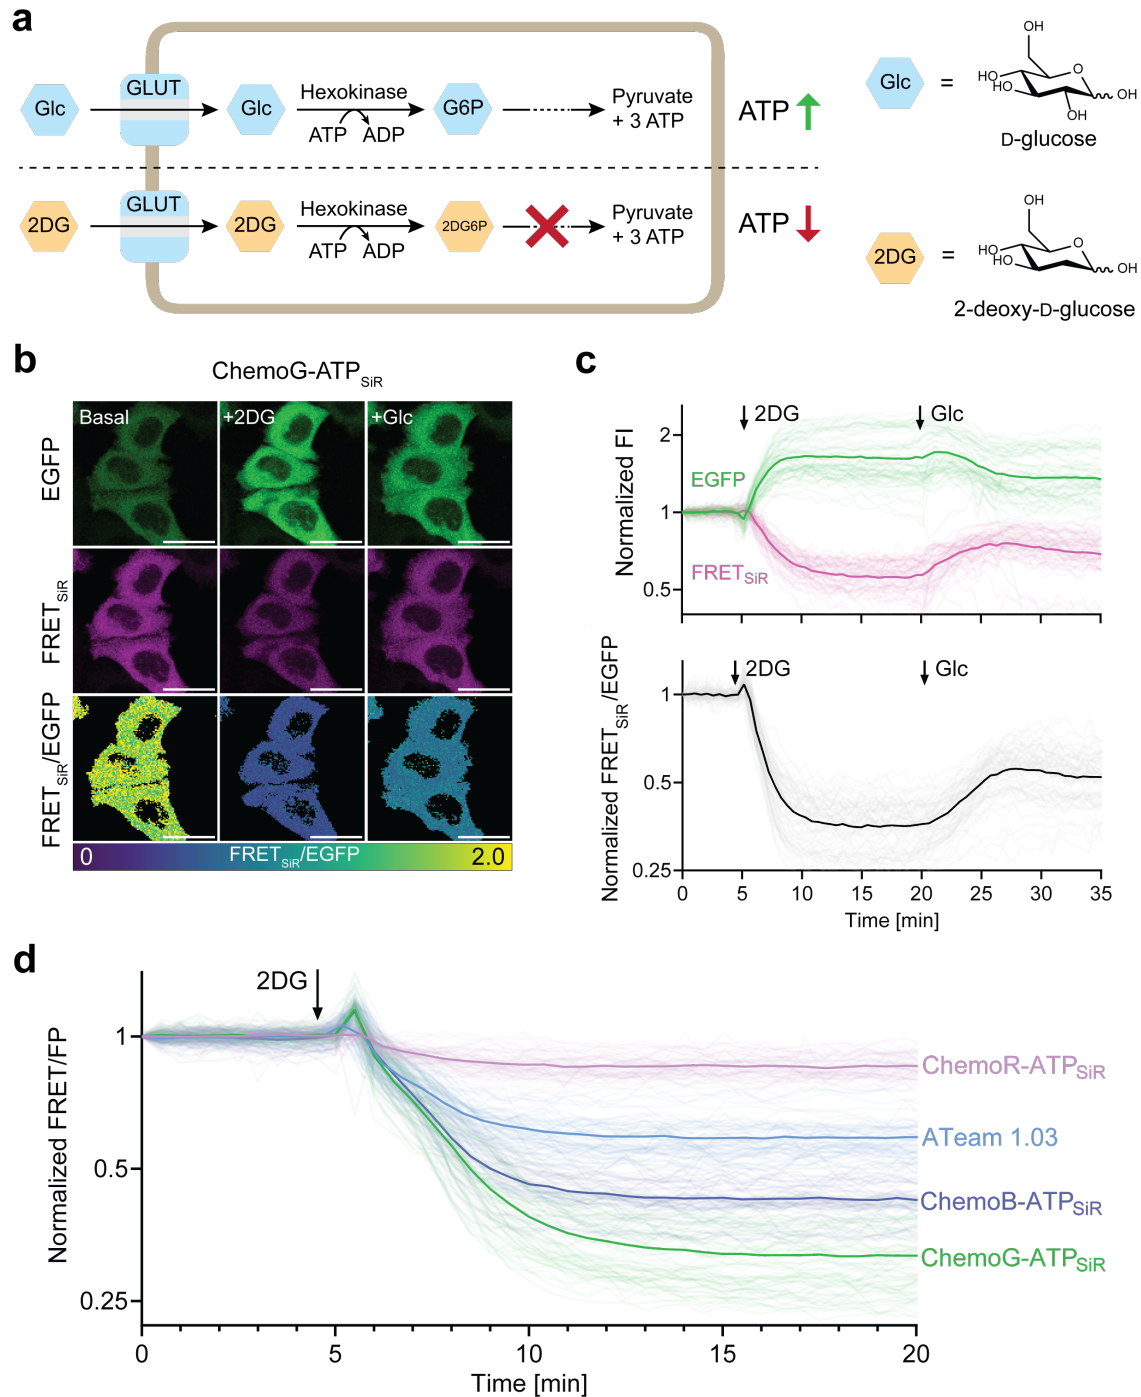 a
Glc
GLUT
Glc
Hexokinase
ATP
ADP
G6P
Pyruvate
+ 3 ATP
ATP
Glc
=
OH
O
HO
HO
OH
OH
D-glucose
2DG
GLUT
2DG
Hexokinase
ATP
ADP
2DG6P
Pyruvate
+ 3 ATP
ATP
2DG
=
OH
O
HO
HO
OH
2-deoxy-D-glucose
b
ChemoG-ATPSiR
Basal
+2DG
+Glc
EGFP
FRETSiR
FRETSiR/EGFP
0
FRETSiR/EGFP
2.0
c
2DG
Glc
2
1
0.5
Normalized FI
EGFP
FRETSiR
2DG
Glc
1
0.5
0.25
Normalized FRETSiR/EGFP
0 5 10 15 20 25 30 35
Time [min]
d
2DG
1
0.5
0.25
Normalized FRET/FP
ChemoR-ATPSiR
ATeam 1.03
ChemoB-ATPSiR
ChemoG-ATPSiR
0 5 10 15 20
Time [min]